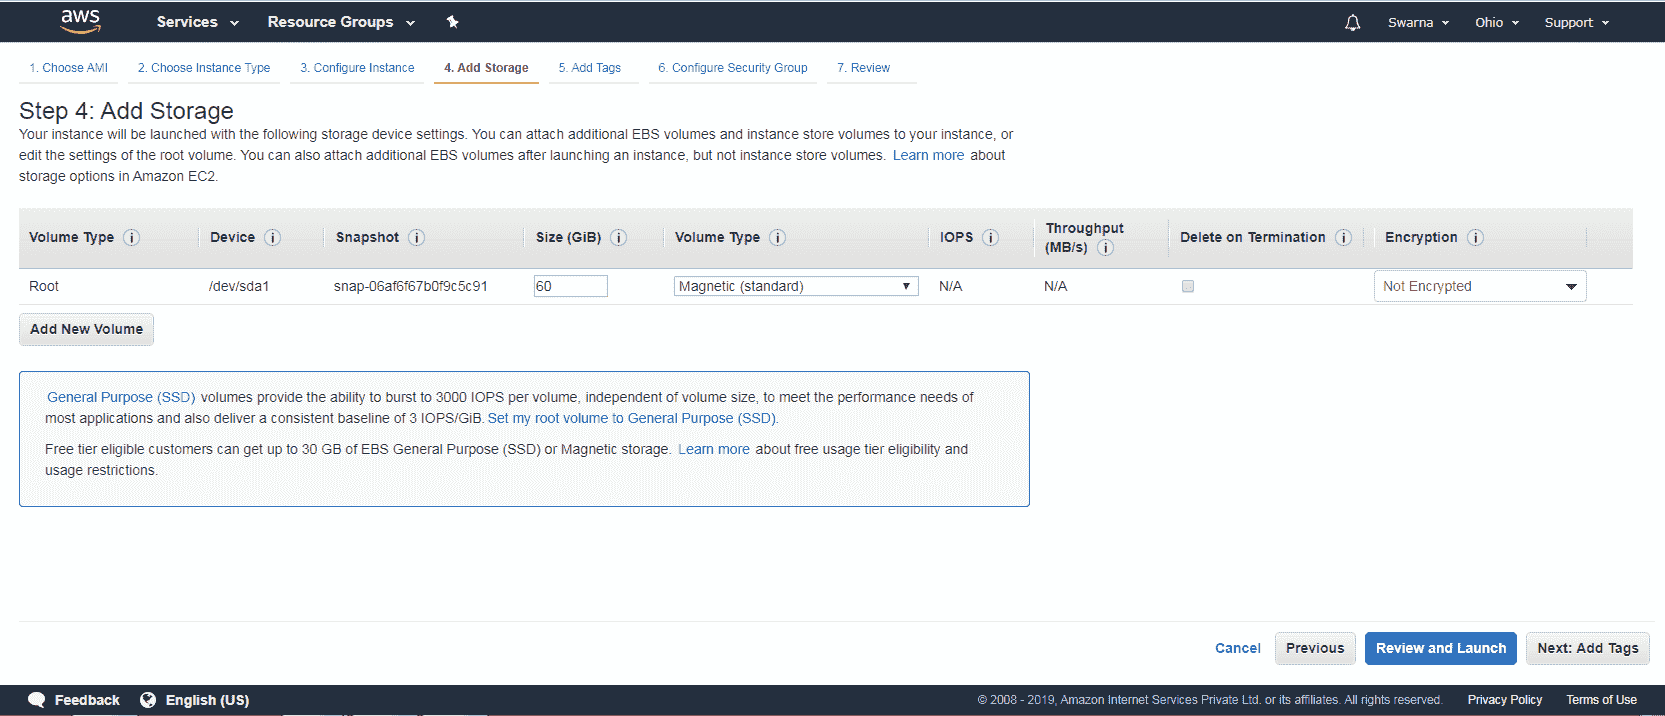 aws Services Resource Groups Swarna Ohio Support
1. Choose AMI 2. Choose Instance Type 3. Configure Instance 4. Add Storage 5. Add Tags 6. Configure Security Group 7. Review
Step 4: Add Storage
Your instance will be launched with the following storage device settings. You can attach additional EBS volumes and instance store volumes to your instance, or
edit the settings of the root volume. You can also attach additional EBS volumes after launching an instance, but not instance store volumes. Learn more about
storage options in Amazon EC2.
Volume Type i Device i Snapshot i Size (GiB) i Volume Type i IOPS i Throughput (MB/s) i Delete on Termination i Encryption i
Root /dev/sda1 snap-06af6f67b0f9c5c91 60 Magnetic (standard) N/A N/A Not Encrypted
Add New Volume
General Purpose (SSD) volumes provide the ability to burst to 3000 IOPS per volume, independent of volume size, to meet the performance needs of
most applications and also deliver a consistent baseline of 3 IOPS/GiB. Set my root volume to General Purpose (SSD).
Free tier eligible customers can get up to 30 GB of EBS General Purpose (SSD) or Magnetic storage. Learn more about free usage tier eligibility and
usage restrictions.
Cancel Previous Review and Launch Next: Add Tags
Feedback English (US) © 2008 - 2019, Amazon Internet Services Private Ltd. or its affiliates. All rights reserved. Privacy Policy Terms of Use